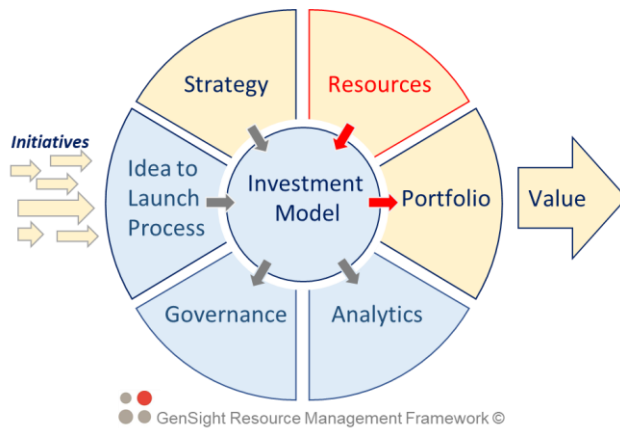 Strategy
Resources
Initiatives
Idea to
Launch
Process
Investment
Model
Portfolio
Value
Governance
Analytics
GenSight Resource Management Framework ©